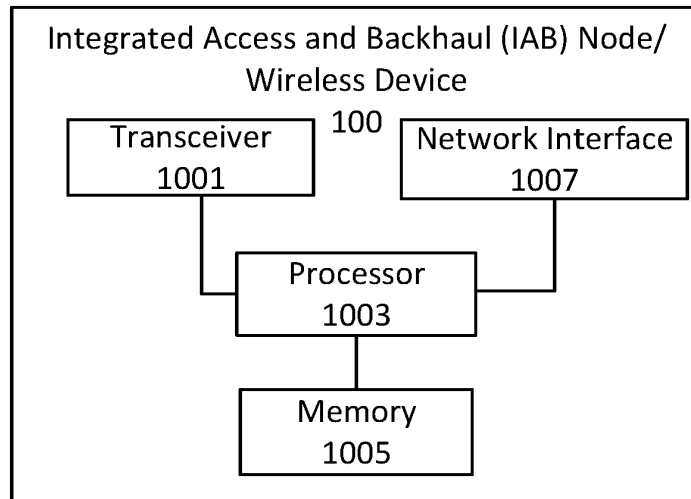 Integrated Access and Backhaul (IAB) Node/
Wireless Device
100
Transceiver
1001
Network Interface
1007
Processor
1003
Memory
1005